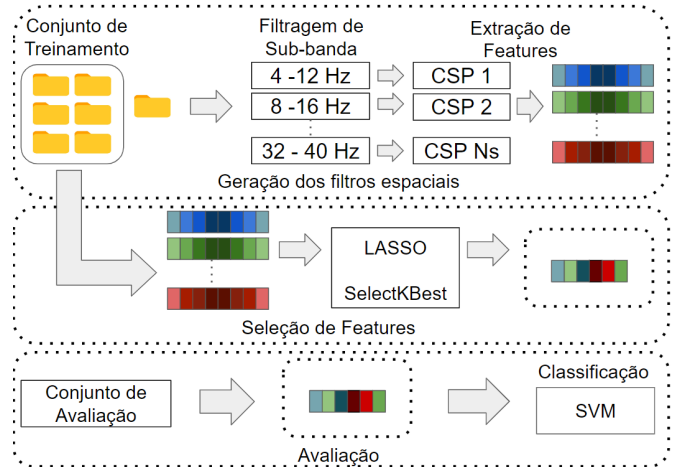 Conjunto de
Treinamento
Filtragem de
Sub-banda
Extração de
Features
4 -12 Hz
CSP 1
8 -16 Hz
CSP 2
32 - 40 Hz
CSP Ns
Geração dos filtros espaciais
LASSO
SelectKBest
Seleção de Features
Conjunto de
Avaliação
Classificação
SVM
Avaliação